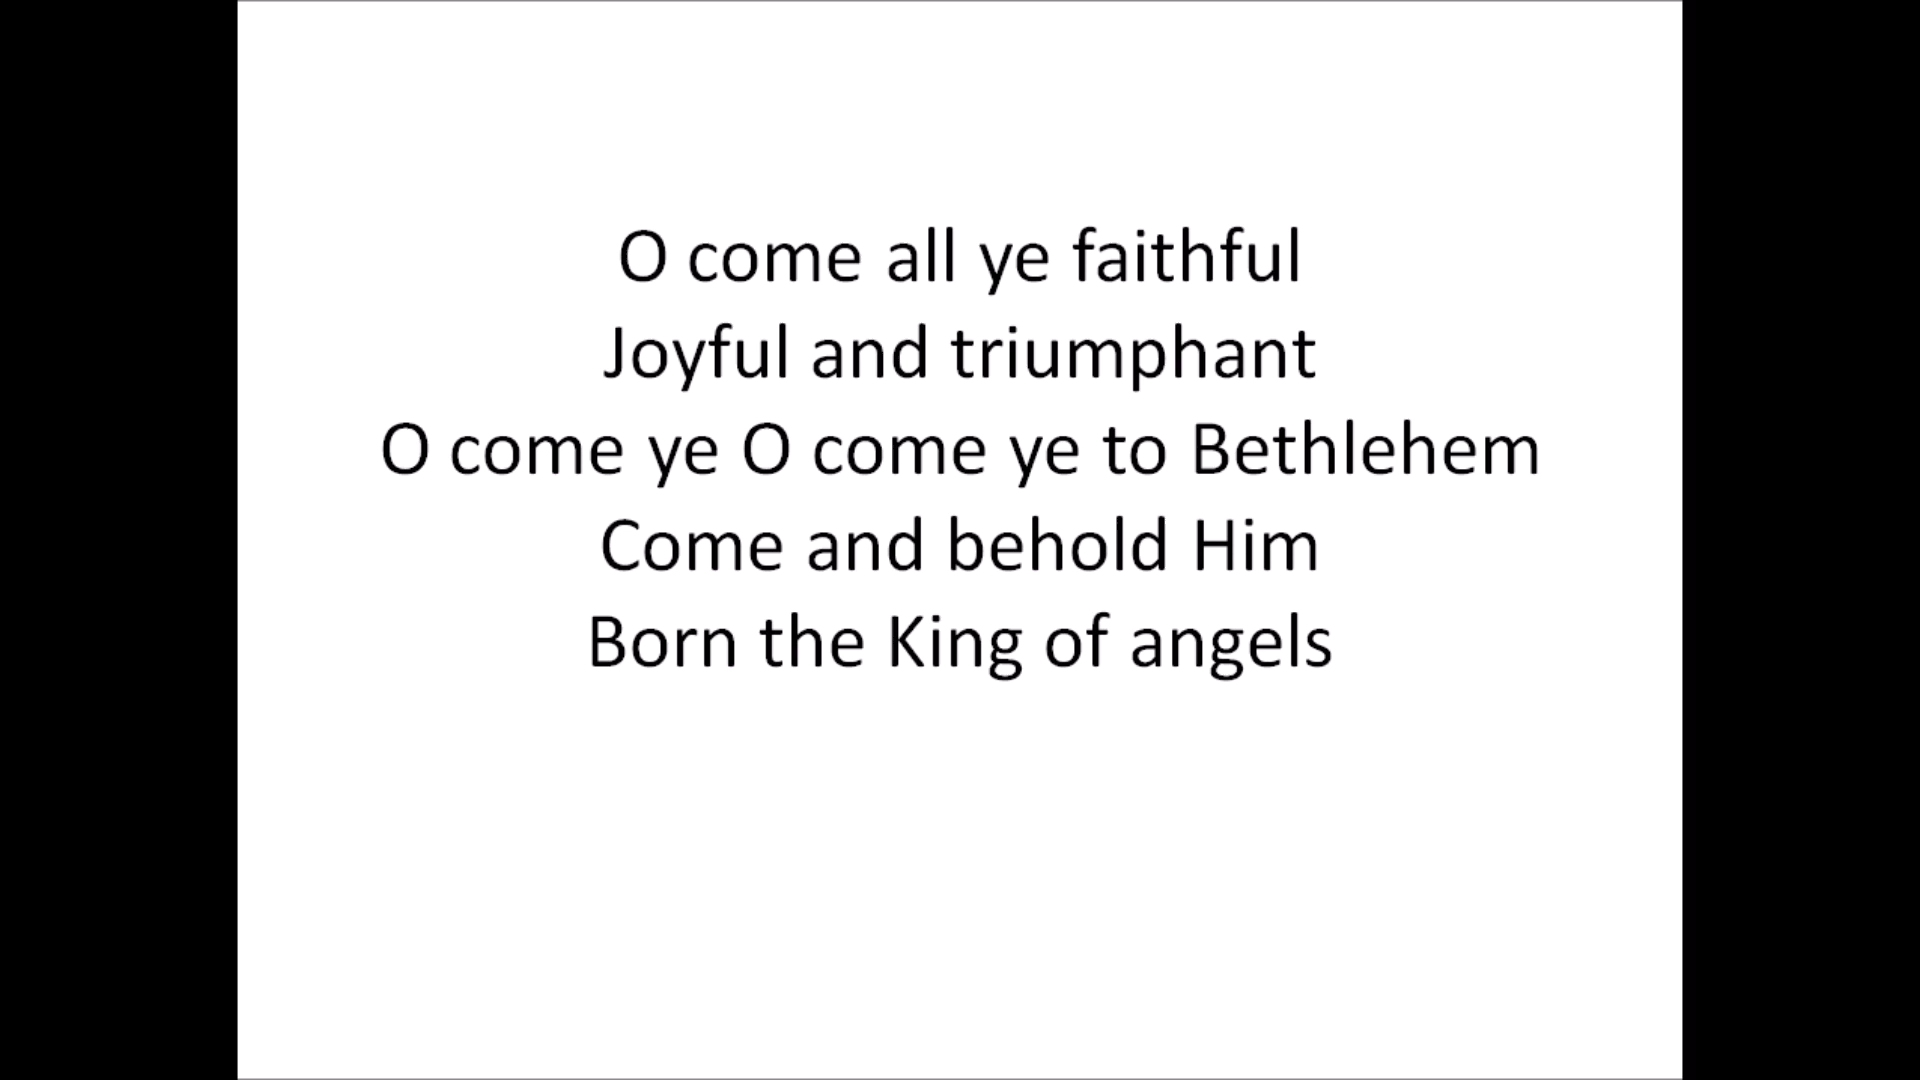 O come all ye faithful
Joyful and triumphant
O come ye O come ye to Bethlehem
Come and behold Him
Born the King of angels